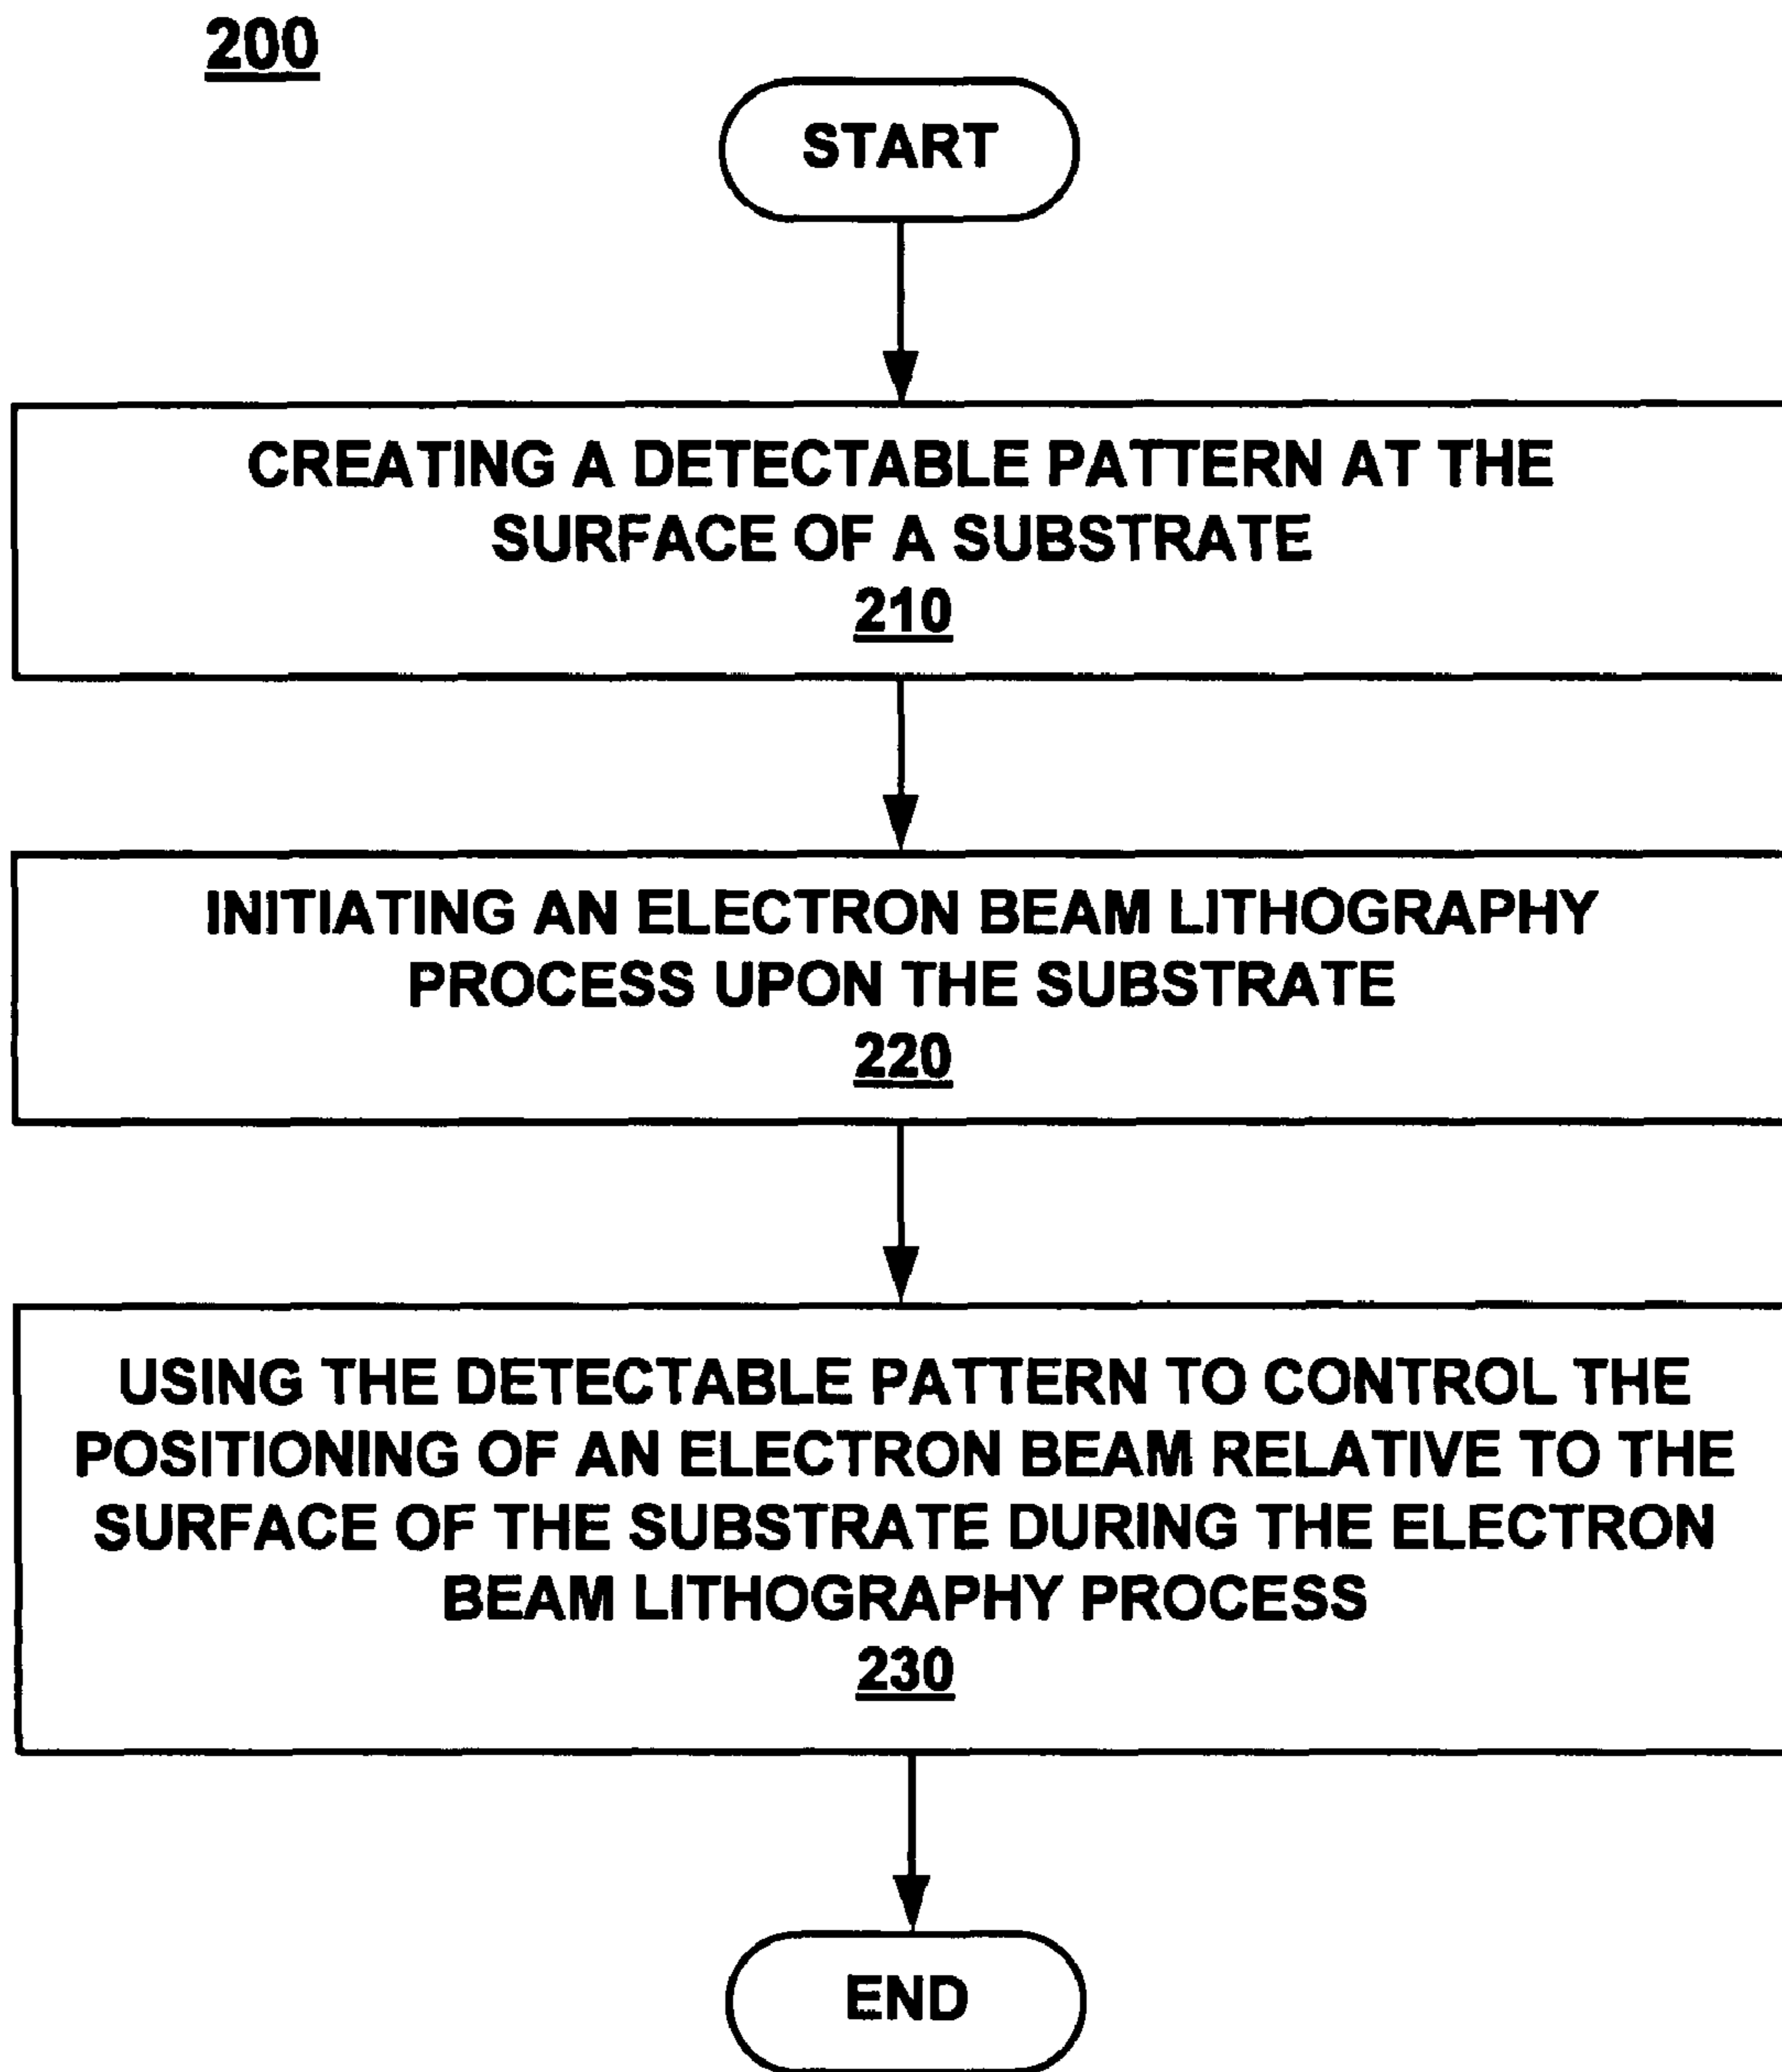 200
START
CREATING A DETECTABLE PATTERN AT THE
SURFACE OF A SUBSTRATE
210
INITIATING AN ELECTRON BEAM LITHOGRAPHY
PROCESS UPON THE SUBSTRATE
220
USING THE DETECTABLE PATTERN TO CONTROL THE
POSITIONING OF AN ELECTRON BEAM RELATIVE TO THE
SURFACE OF THE SUBSTRATE DURING THE ELECTRON
BEAM LITHOGRAPHY PROCESS
230
END